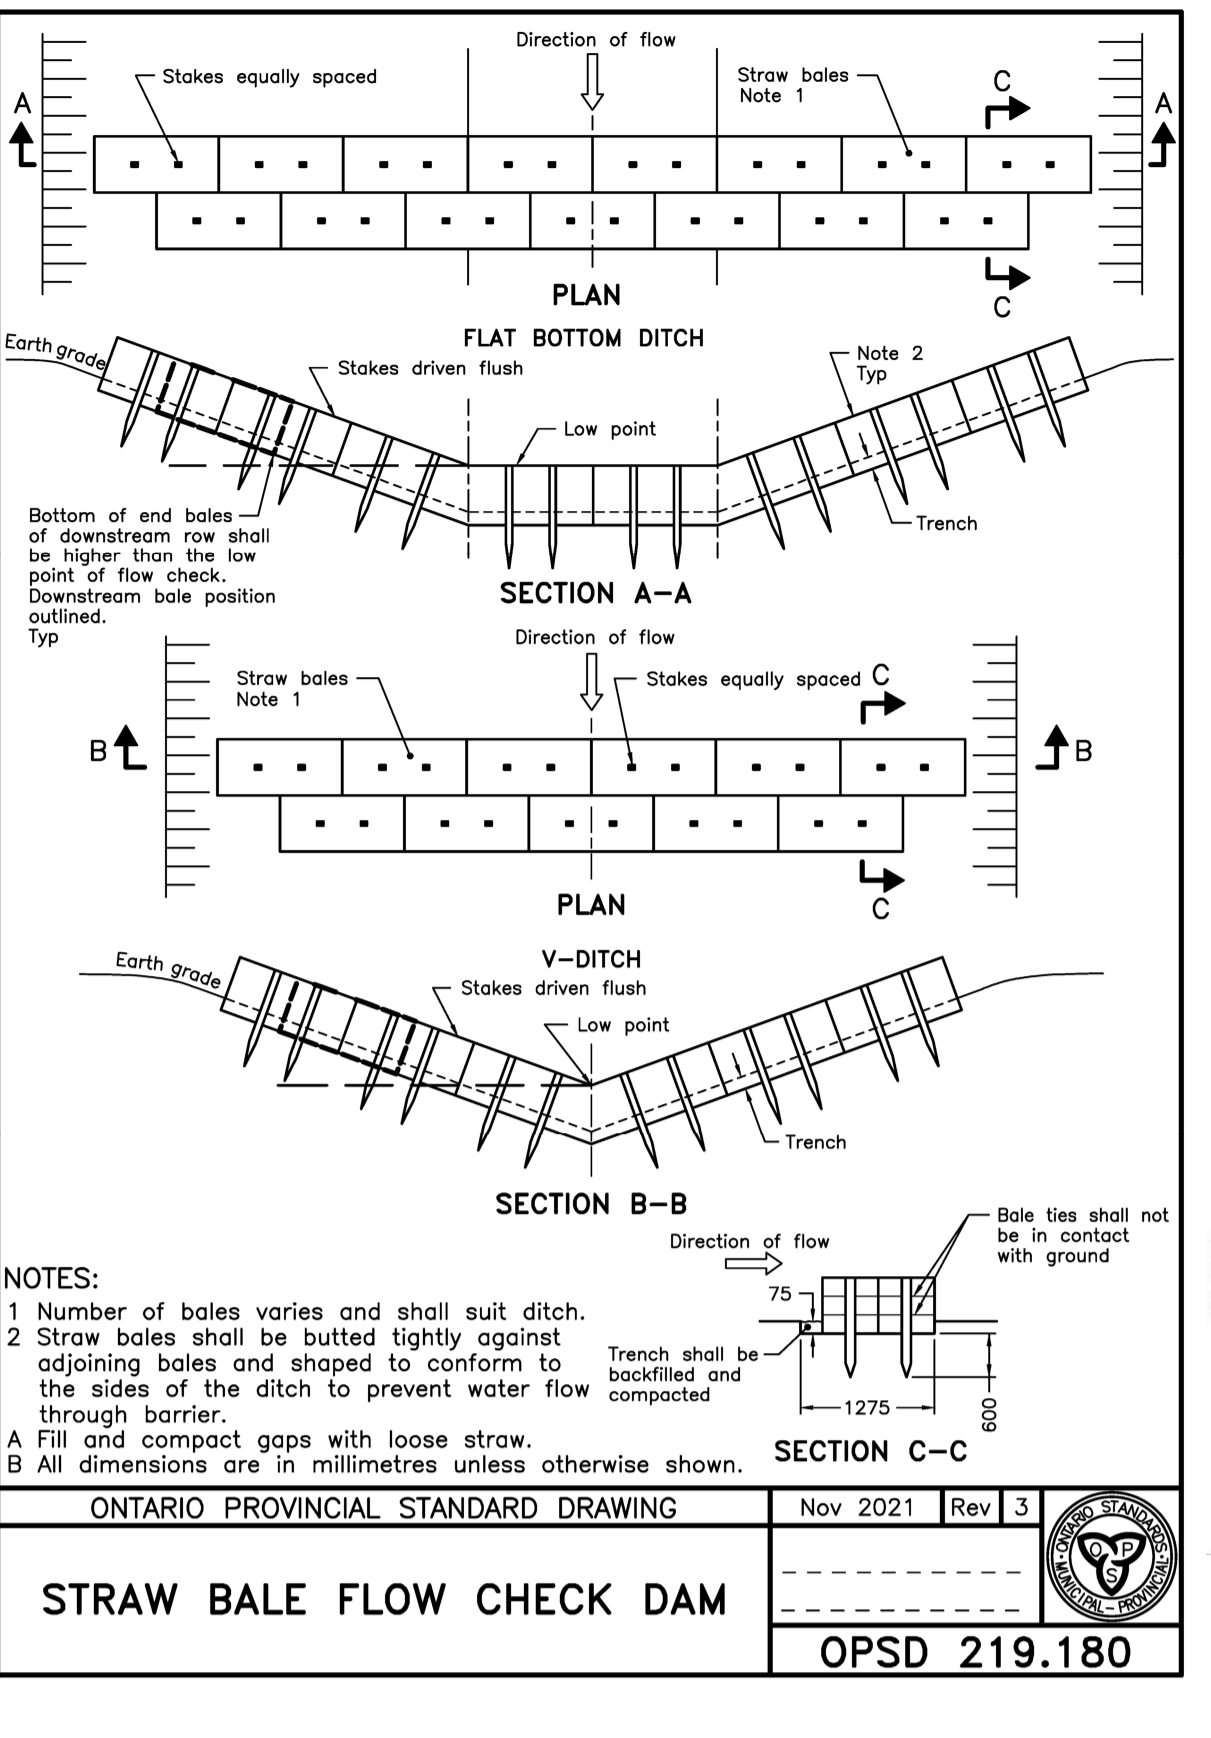 Direction of flow
Stakes equally spaced
Straw bales
Note 1
C
A
A
C
PLAN
FLAT BOTTOM DITCH
Earth grade
Stakes driven flush
Note 2
Typ
Low point
Bottom of end bales
of downstream row shall
be higher than the low
point of flow check.
Downstream bale position
outlined.
Typ
Trench
SECTION A-A
Direction of flow
Straw bales
Note 1
Stakes equally spaced
C
B
B
C
PLAN
V-DITCH
Earth grade
Stakes driven flush
Low point
Trench
SECTION B-B
Direction of flow
Bale ties shall not
be in contact
with ground
75
Trench shall be
backfilled and
compacted
1275
600
SECTION C-C
NOTES:
1 Number of bales varies and shall suit ditch.
2 Straw bales shall be butted tightly against
adjoining bales and shaped to conform to
the sides of the ditch to prevent water flow
through barrier.
A Fill and compact gaps with loose straw.
B All dimensions are in millimetres unless otherwise shown.
ONTARIO PROVINCIAL STANDARD DRAWING
Nov 2021
Rev
3
STRAW BALE FLOW CHECK DAM
ONTARIO STANDARDS
MUNICIPAL-PROVINCIAL
O P S
OPSD 219.180